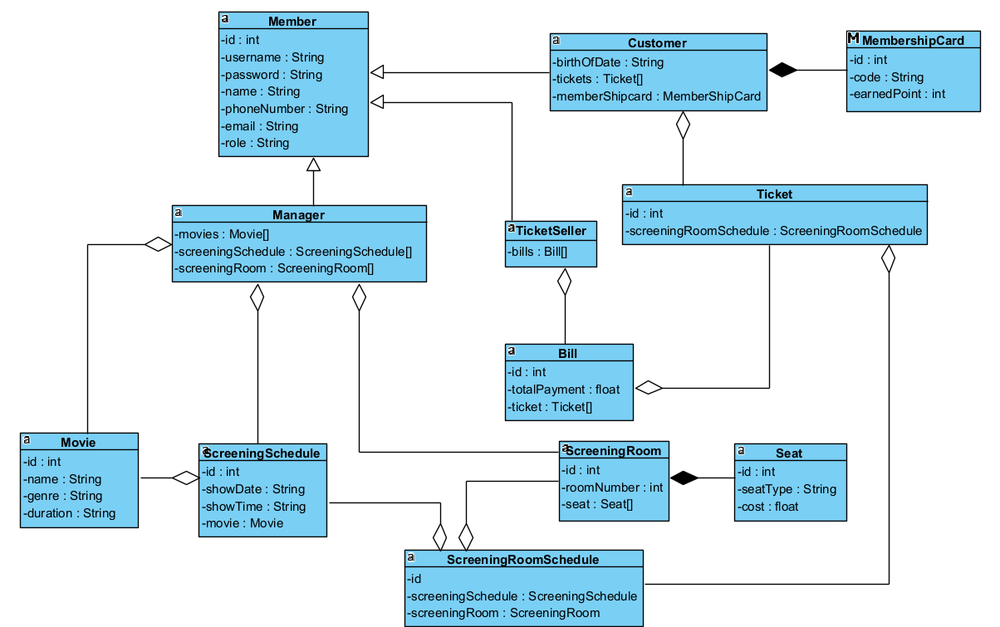 a
Member
-id : int
-username : String
-password : String
-name : String
-phoneNumber : String
-email : String
-role : String
a
Customer
-birthOfDate : String
-tickets : Ticket[]
-memberShipcard : MemberShipCard
M MembershipCard
-id : int
-code : String
-earnedPoint : int
a
Manager
-movies : Movie[]
-screeningSchedule : ScreeningSchedule[]
-screeningRoom : ScreeningRoom[]
a TicketSeller
-bills : Bill[]
a
Ticket
-id : int
-screeningRoomSchedule : ScreeningRoomSchedule
a
Bill
-id : int
-totalPayment : float
-ticket : Ticket[]
a
Movie
-id : int
-name : String
-genre : String
-duration : String
a
ScreeningSchedule
-id : int
-showDate : String
-showTime : String
-movie : Movie
a
ScreeningRoom
-id : int
-roomNumber : int
-seat : Seat[]
a
Seat
-id : int
-seatType : String
-cost : float
a
ScreeningRoomSchedule
-id
-screeningSchedule : ScreeningSchedule
-screeningRoom : ScreeningRoom